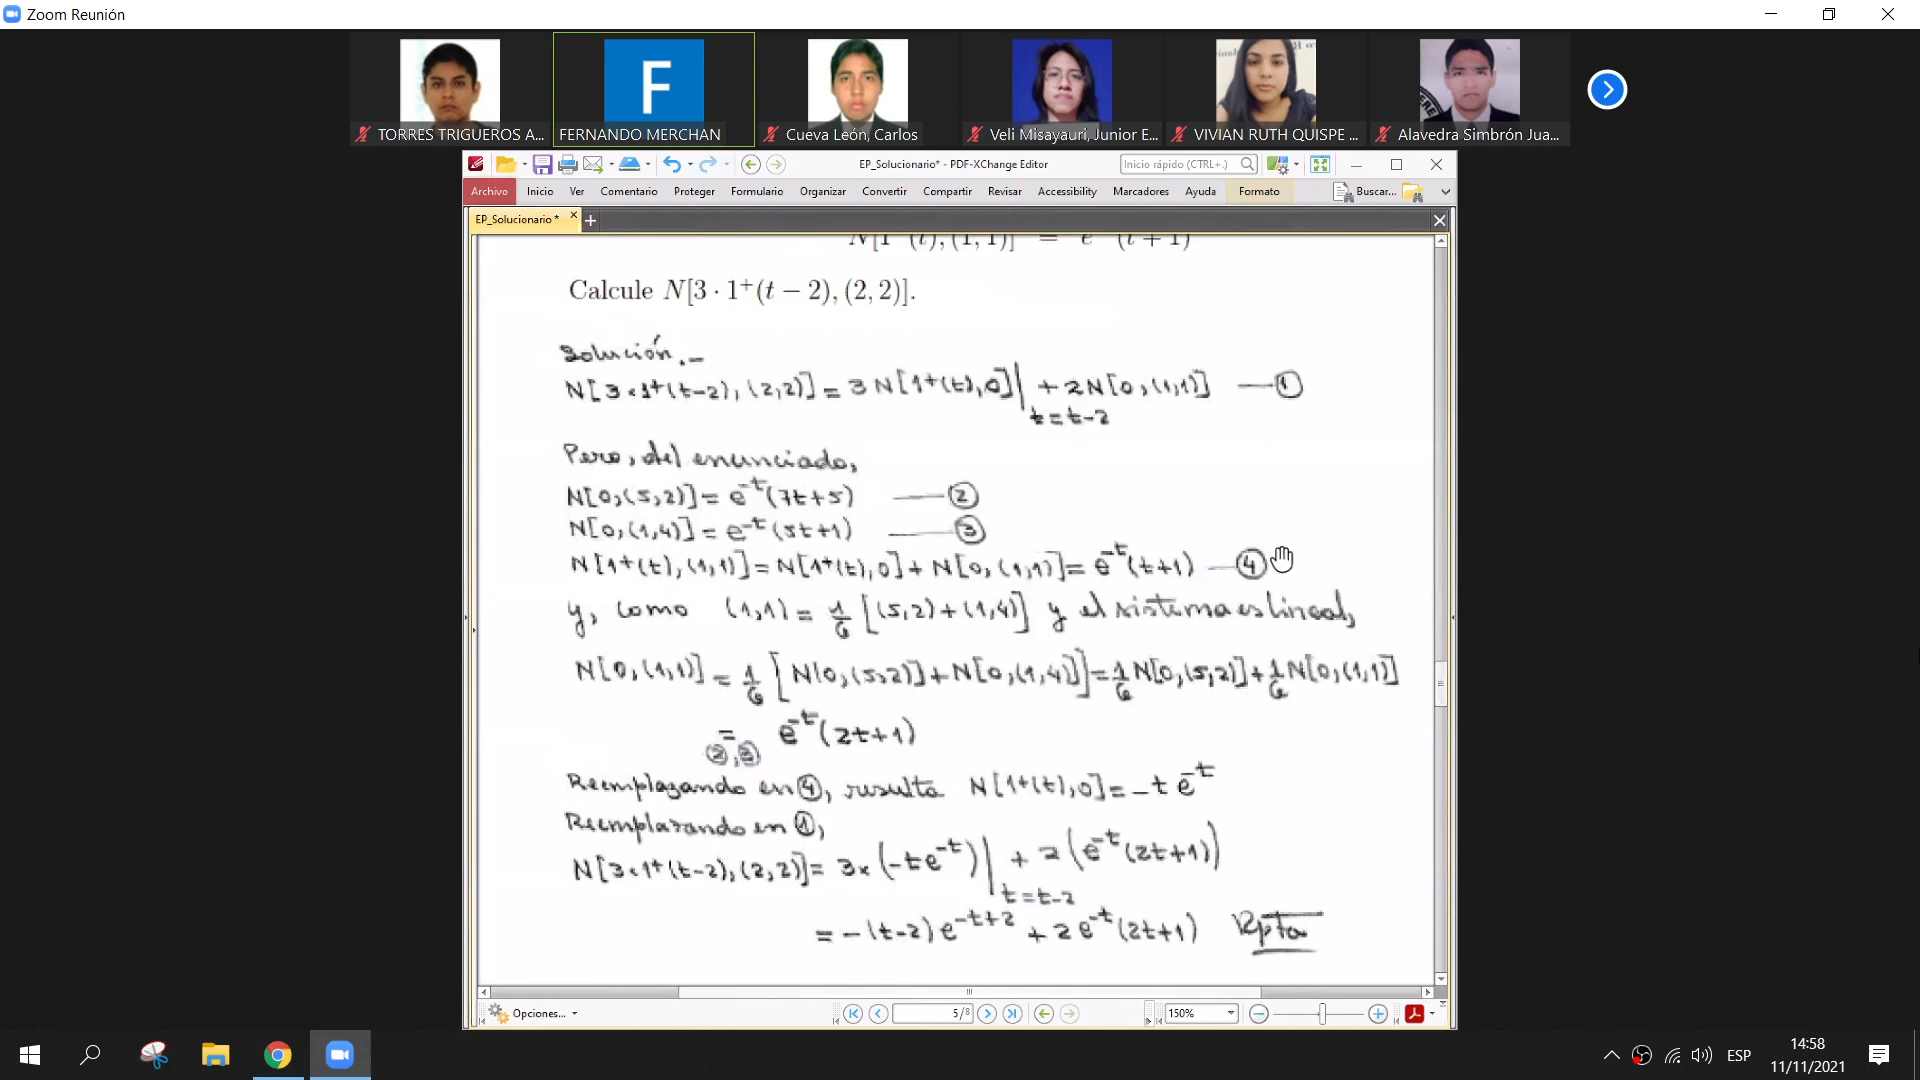 Zoom Reunión
TORRES TRIGUEROS A...
FERNANDO MERCHAN
Cueva León, Carlos
Veli Misayauri, Junior E...
VIVIAN RUTH QUISPE ...
Alavedra Simbrón Jua...
F
EP_Solucionario* - PDF-XChange Editor
Inicio rápido (CTRL+.)
Archivo Inicio Ver Comentario Proteger Formulario Organizar Convertir Compartir Revisar Accessibility Marcadores Ayuda Formato Buscar...
EP_Solucionario *
N[1 (t), (1, 1)] = e (t + 1)
Calcule N[3 · 1⁺(t − 2), (2, 2)].
Solución.-
N[3×1⁺(t-2), (2,2)] = 3N[1⁺(t),0]| + 2N[0,(1,1)] —①
t=t-2
Pero, del enunciado,
N[0,(5,2)] = e⁻ᵗ(7t+5) —②
N[0,(1,4)] = e⁻ᵗ(5t+1) —③
N[1⁺(t),(1,1)] = N[1⁺(t),0] + N[0,(1,1)] = e⁻ᵗ(t+1) —④
y, como (1,1) = 1/6 [(5,2)+(1,4)] y el sistema es lineal,
N[0,(1,1)] = 1/6 [N[0,(5,2)]+N[0,(1,4)]] = 1/6 N[0,(5,2)] + 1/6 N[0,(1,1)]
= e⁻ᵗ(2t+1)
②,③
Reemplazando en ④, resulta N[1⁺(t),0] = -t e⁻ᵗ
Reemplazando en ①,
N[3×1⁺(t-2),(2,2)] = 3×(-te⁻ᵗ)| + 2(e⁻ᵗ(2t+1))
t=t-2
= -(t-2)e⁻ᵗ⁺² + 2e⁻ᵗ(2t+1) Rpta
Opciones...
5/8
150%
ESP
14:58
11/11/2021